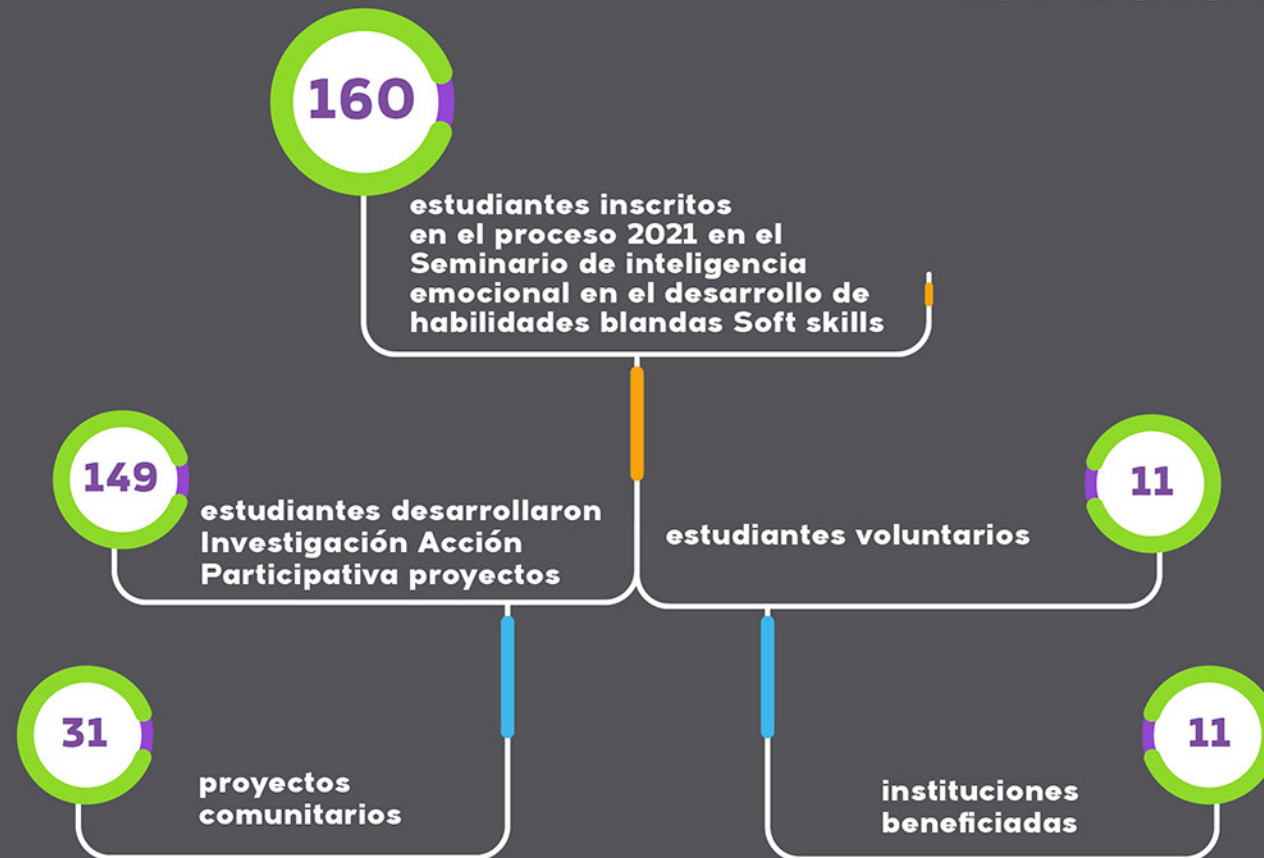 160
estudiantes inscritos
en el proceso 2021 en el
Seminario de inteligencia
emocional en el desarrollo de
habilidades blandas Soft skills
149
estudiantes desarrollaron
Investigación Acción
Participativa proyectos
11
estudiantes voluntarios
31
proyectos
comunitarios
11
instituciones
beneficiadas